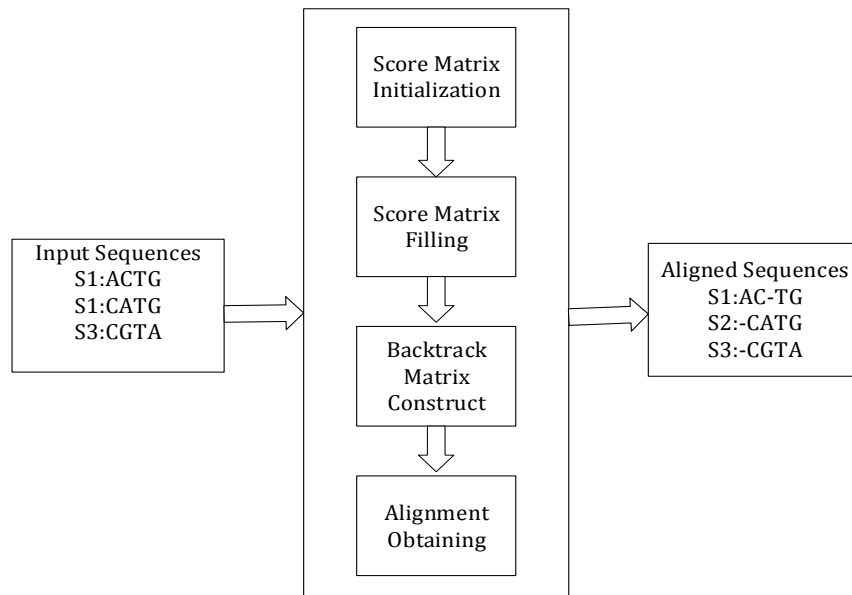 Input Sequences
S1:ACTG
S1:CATG
S3:CGTA
Score Matrix
Initialization
Score Matrix
Filling
Backtrack
Matrix
Construct
Alignment
Obtaining
Aligned Sequences
S1:AC-TG
S2:-CATG
S3:-CGTA